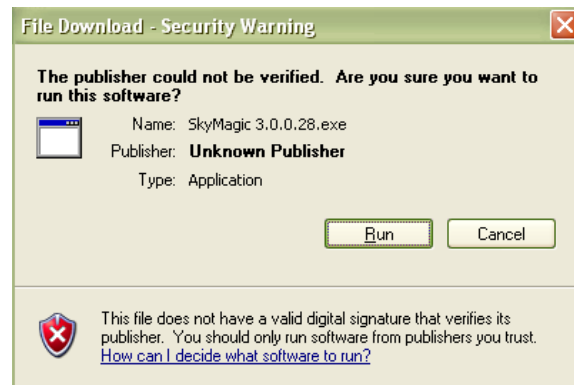 File Download - Security Warning
The publisher could not be verified.  Are you sure you want to
run this software?
Name: SkyMagic 3.0.0.28.exe
Publisher: Unknown Publisher
Type: Application
Run Cancel
This file does not have a valid digital signature that verifies its
publisher.  You should only run software from publishers you trust.
How can I decide what software to run?